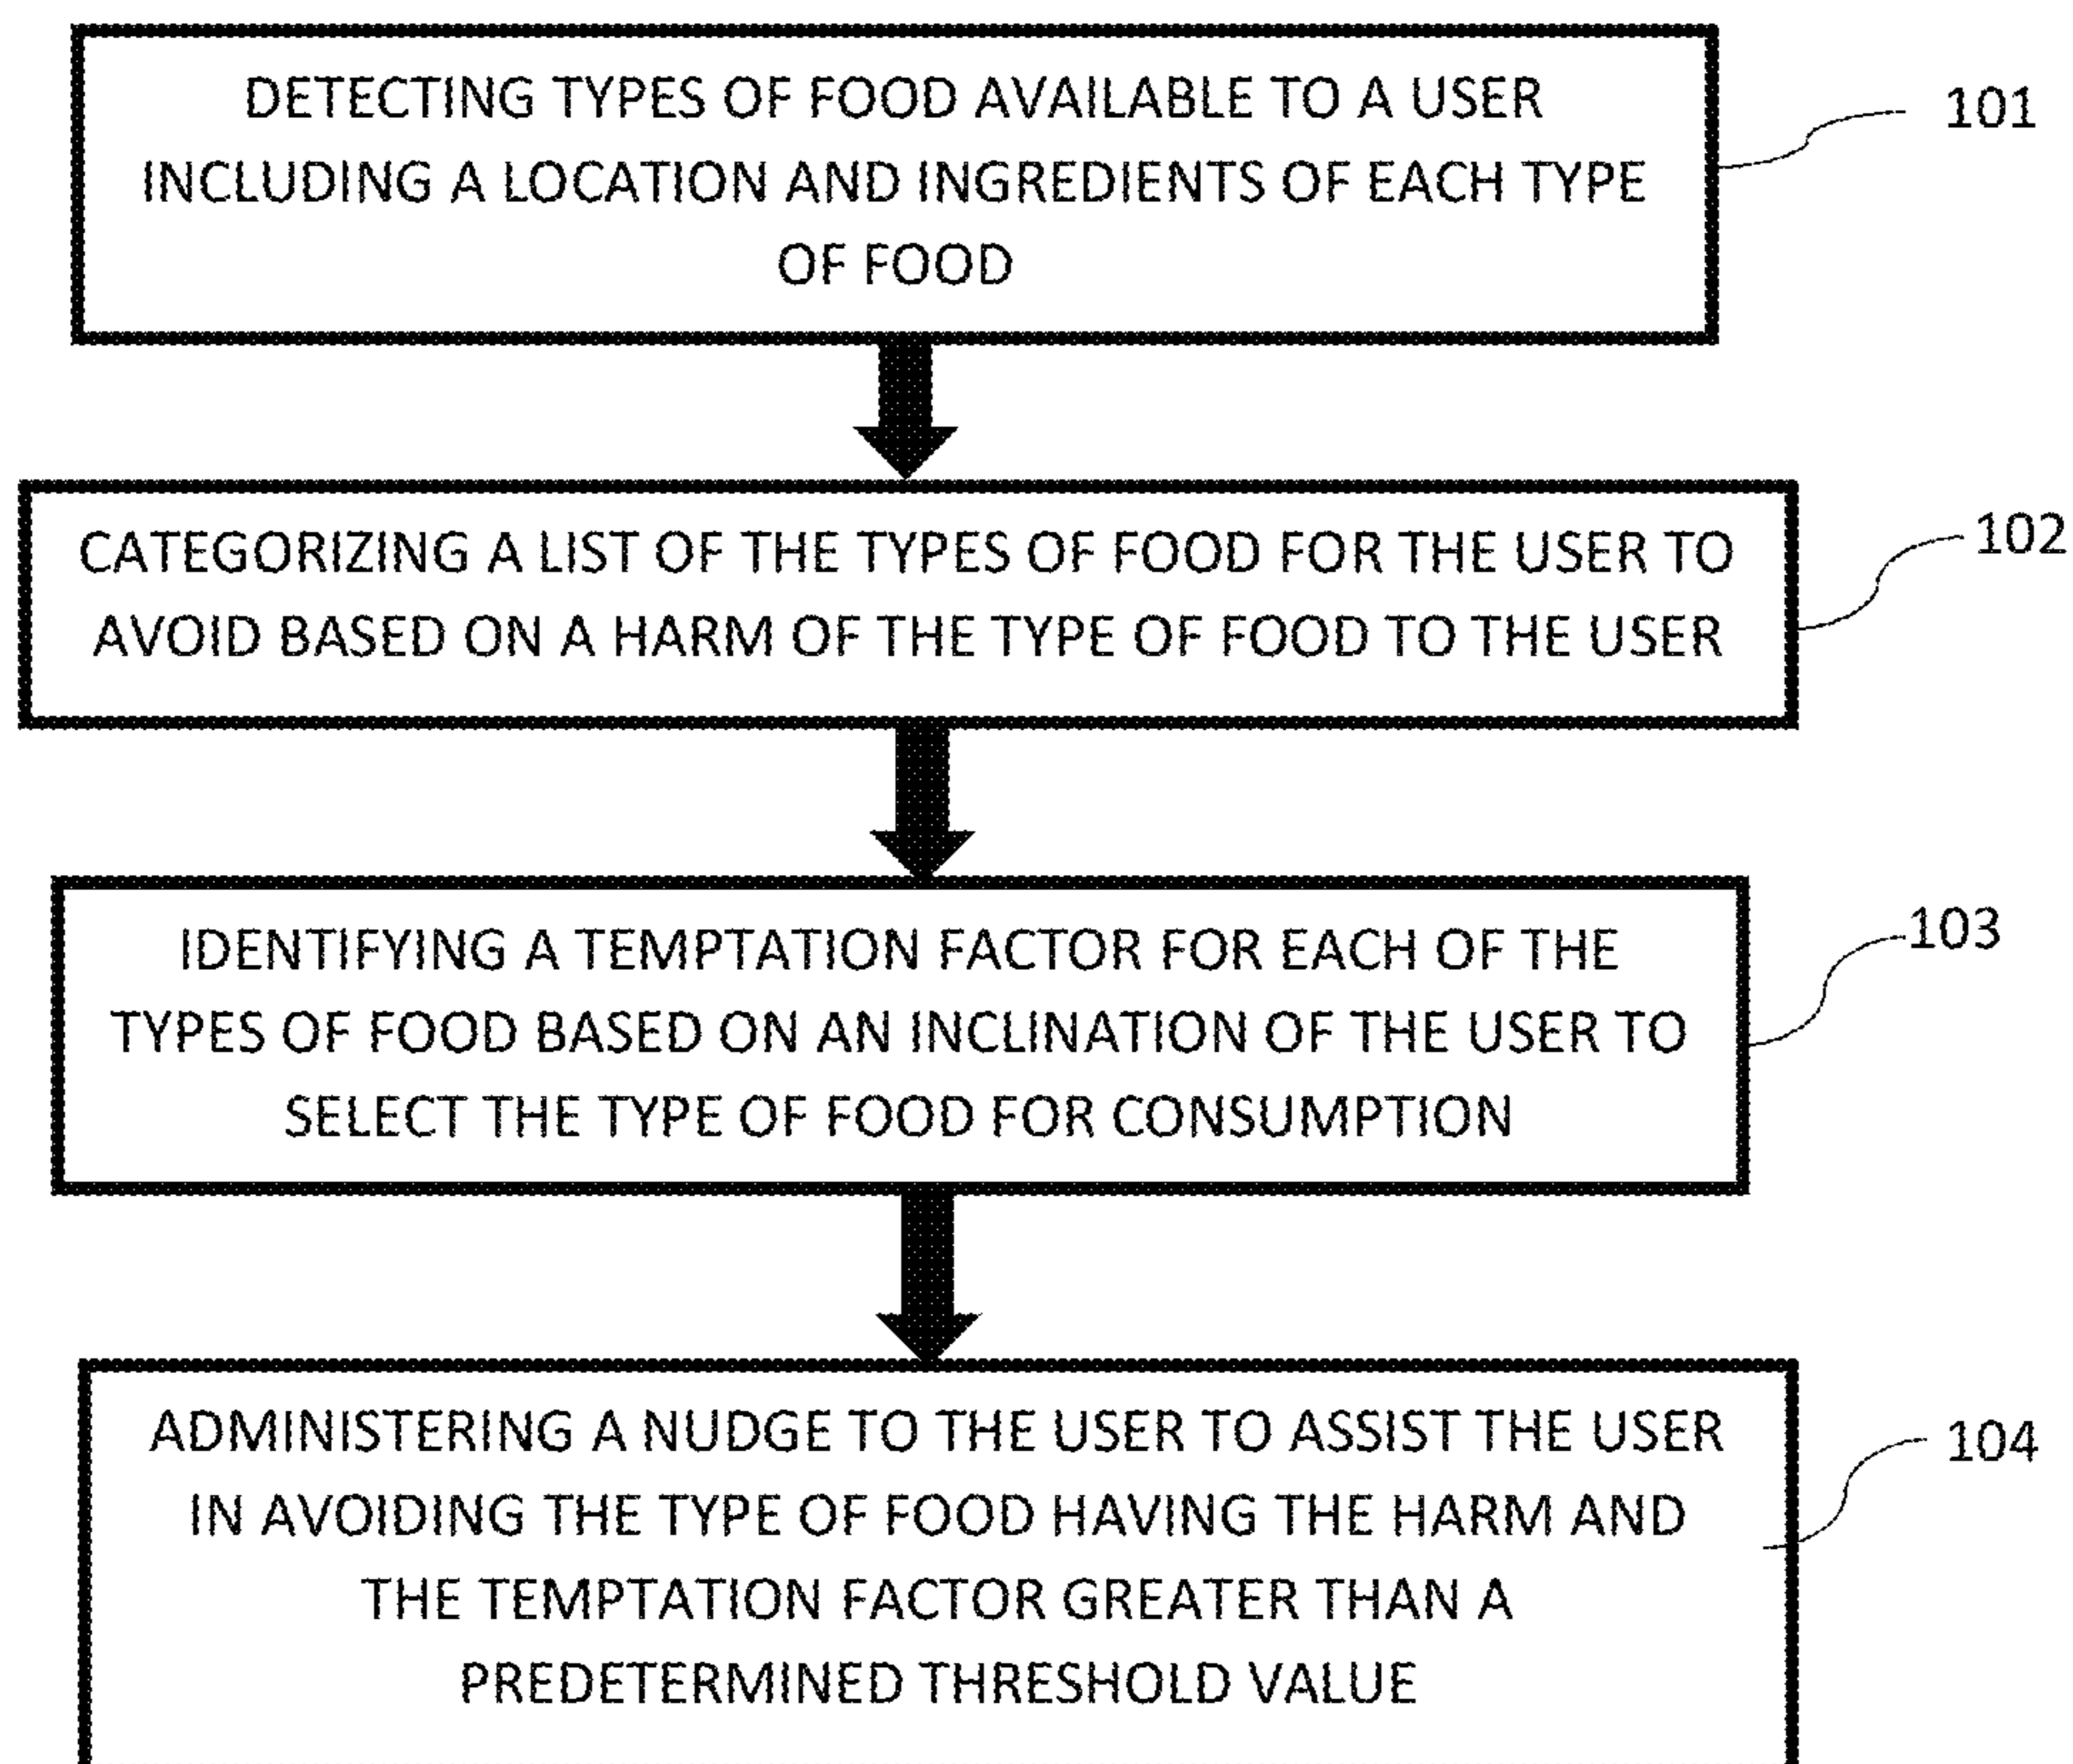 DETECTING TYPES OF FOOD AVAILABLE TO A USER
INCLUDING A LOCATION AND INGREDIENTS OF EACH TYPE
OF FOOD
101
CATEGORIZING A LIST OF THE TYPES OF FOOD FOR THE USER TO
AVOID BASED ON A HARM OF THE TYPE OF FOOD TO THE USER
102
IDENTIFYING A TEMPTATION FACTOR FOR EACH OF THE
TYPES OF FOOD BASED ON AN INCLINATION OF THE USER TO
SELECT THE TYPE OF FOOD FOR CONSUMPTION
103
ADMINISTERING A NUDGE TO THE USER TO ASSIST THE USER
IN AVOIDING THE TYPE OF FOOD HAVING THE HARM AND
THE TEMPTATION FACTOR GREATER THAN A
PREDETERMINED THRESHOLD VALUE
104